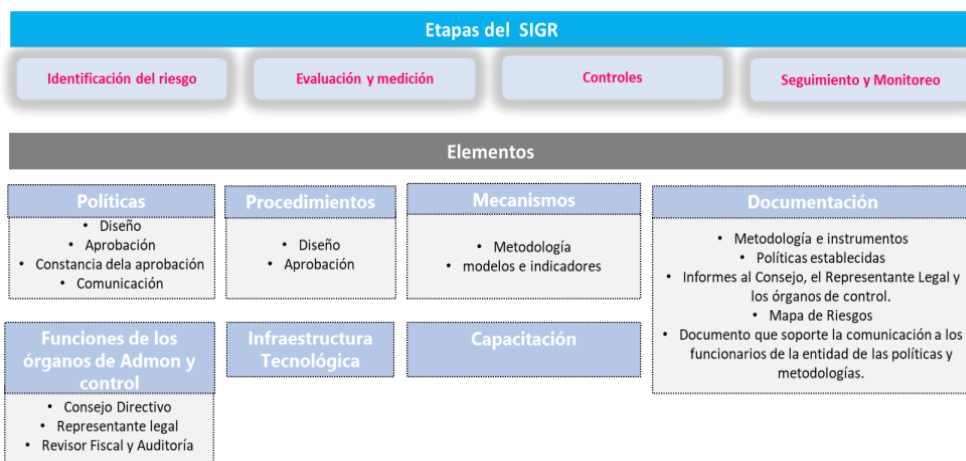 Etapas del SIGR
Identificación del riesgo
Evaluación y medición
Controles
Seguimiento y Monitoreo
Elementos
Políticas
• Diseño
• Aprobación
• Constancia dela aprobación
• Comunicación
Procedimientos
• Diseño
• Aprobación
Mecanismos
• Metodología
• modelos e indicadores
Documentación
• Metodología e instrumentos
• Políticas establecidas
• Informes al Consejo, el Representante Legal y
los órganos de control.
• Mapa de Riesgos
• Documento que soporte la comunicación a los
funcionarios de la entidad de las políticas y
metodologías.
Funciones de los
órganos de Admon y
control
• Consejo Directivo
• Representante legal
• Revisor Fiscal y Auditoría
Infraestructura
Tecnológica
Capacitación